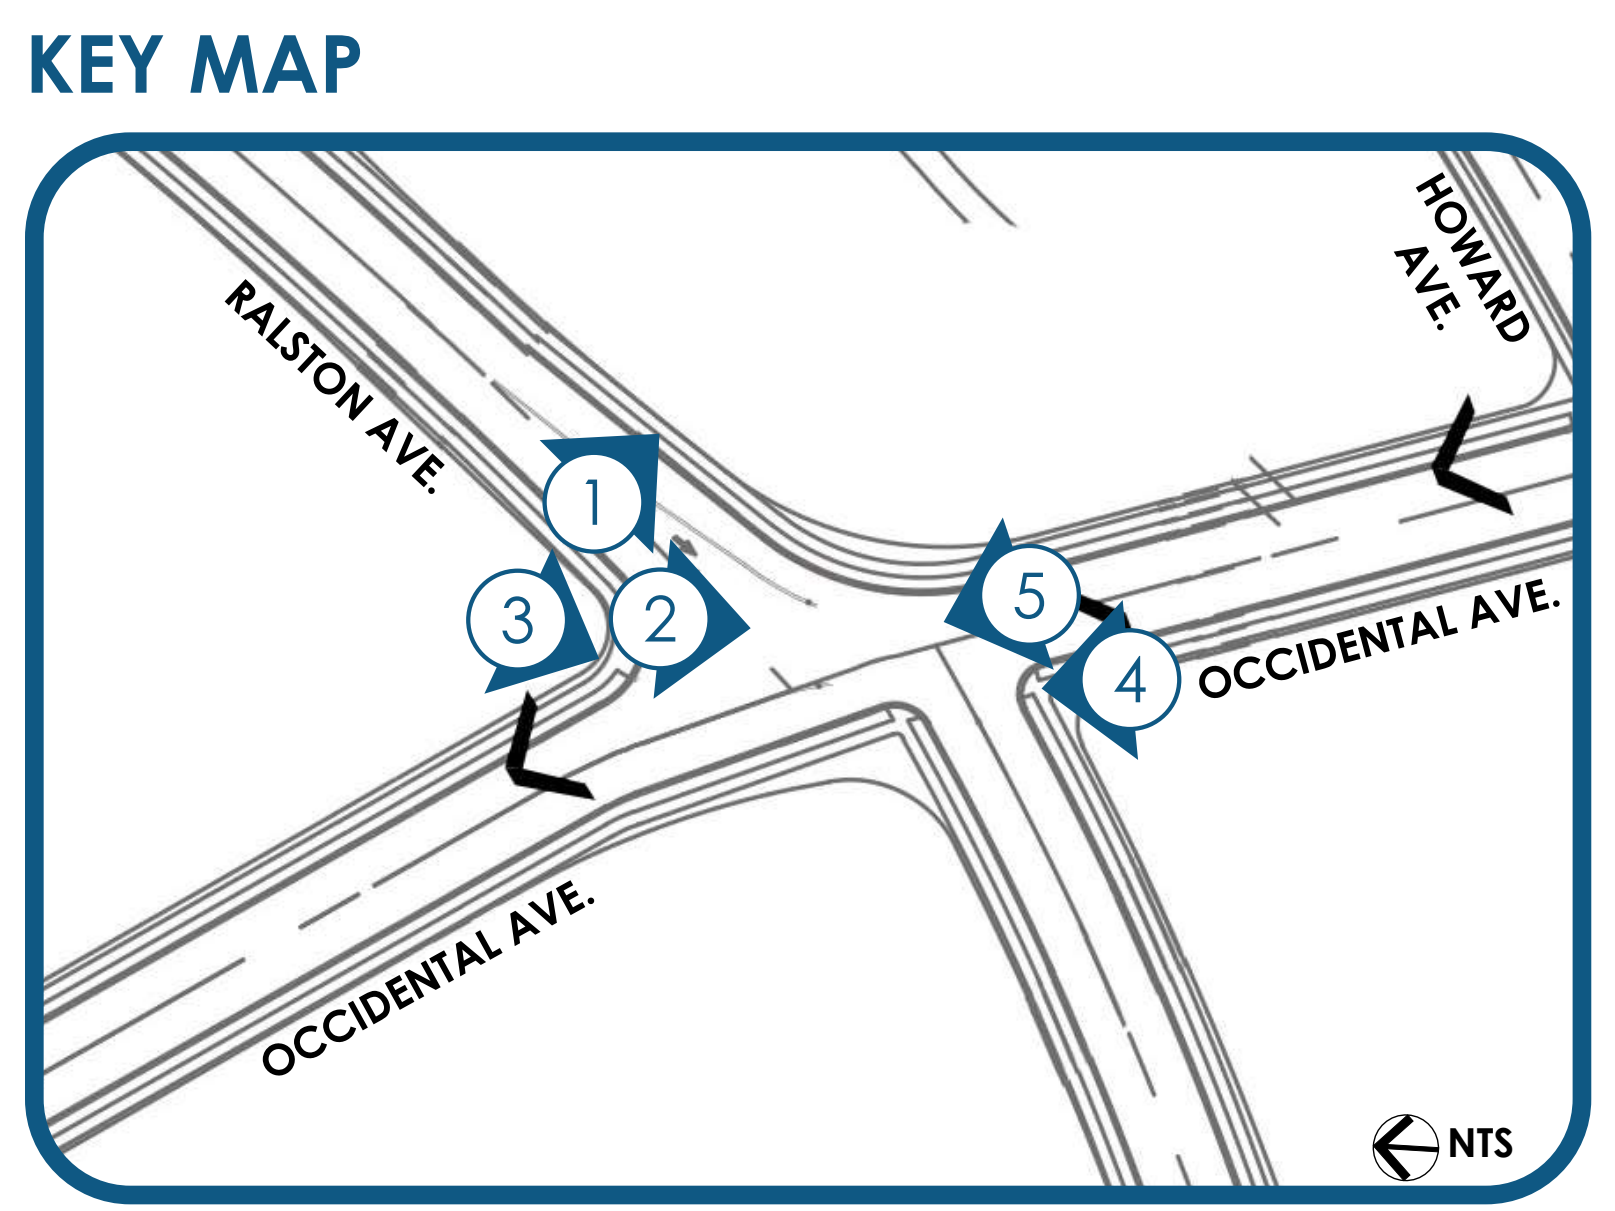 KEY MAP
HOWARD
AVE.
RALSTON AVE.
1
5
3
2
4
OCCIDENTAL AVE.
OCCIDENTAL AVE.
NTS